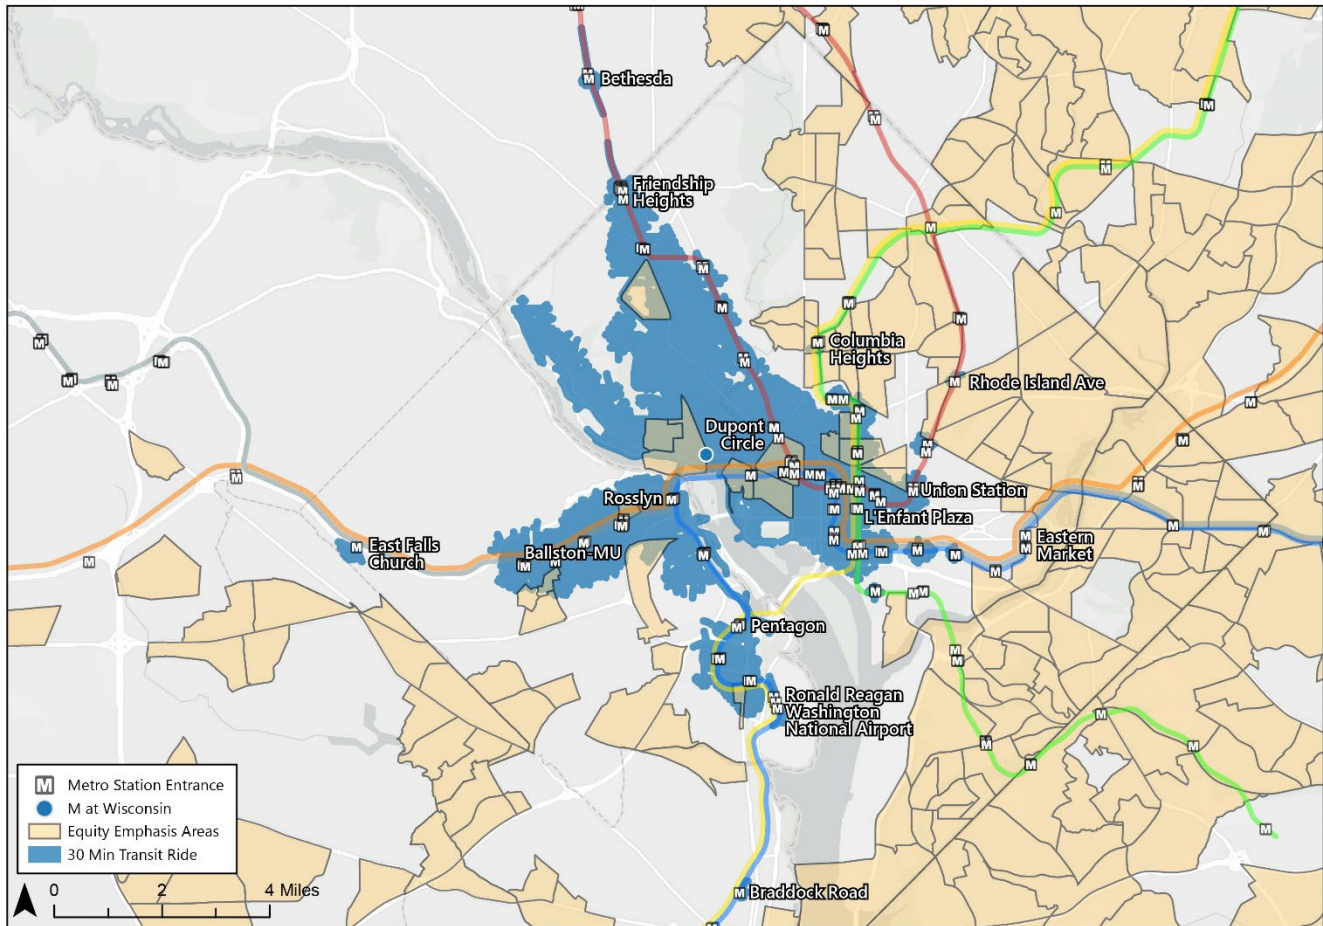 Bethesda
Friendship
Heights
Columbia
Heights
Rhode Island Ave
Dupont
Circle
Rosslyn
Union Station
L'Enfant Plaza
East Falls
Church
Ballston-MU
Eastern
Market
Pentagon
Ronald Reagan
Washington
National Airport
Braddock Road
M Metro Station Entrance
M at Wisconsin
Equity Emphasis Areas
30 Min Transit Ride
0 2 4 Miles